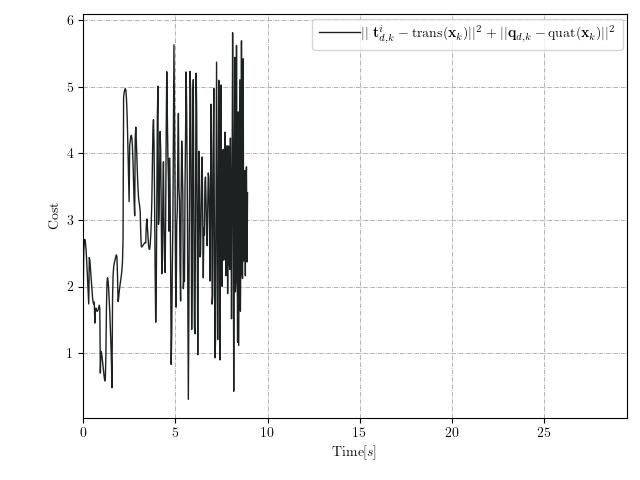 || t^i_{d,k} − trans(x_k)||² + ||q_{d,k} − quat(x_k)||²
6
5
4
3
2
1
Cost
0 5 10 15 20 25
Time[s]